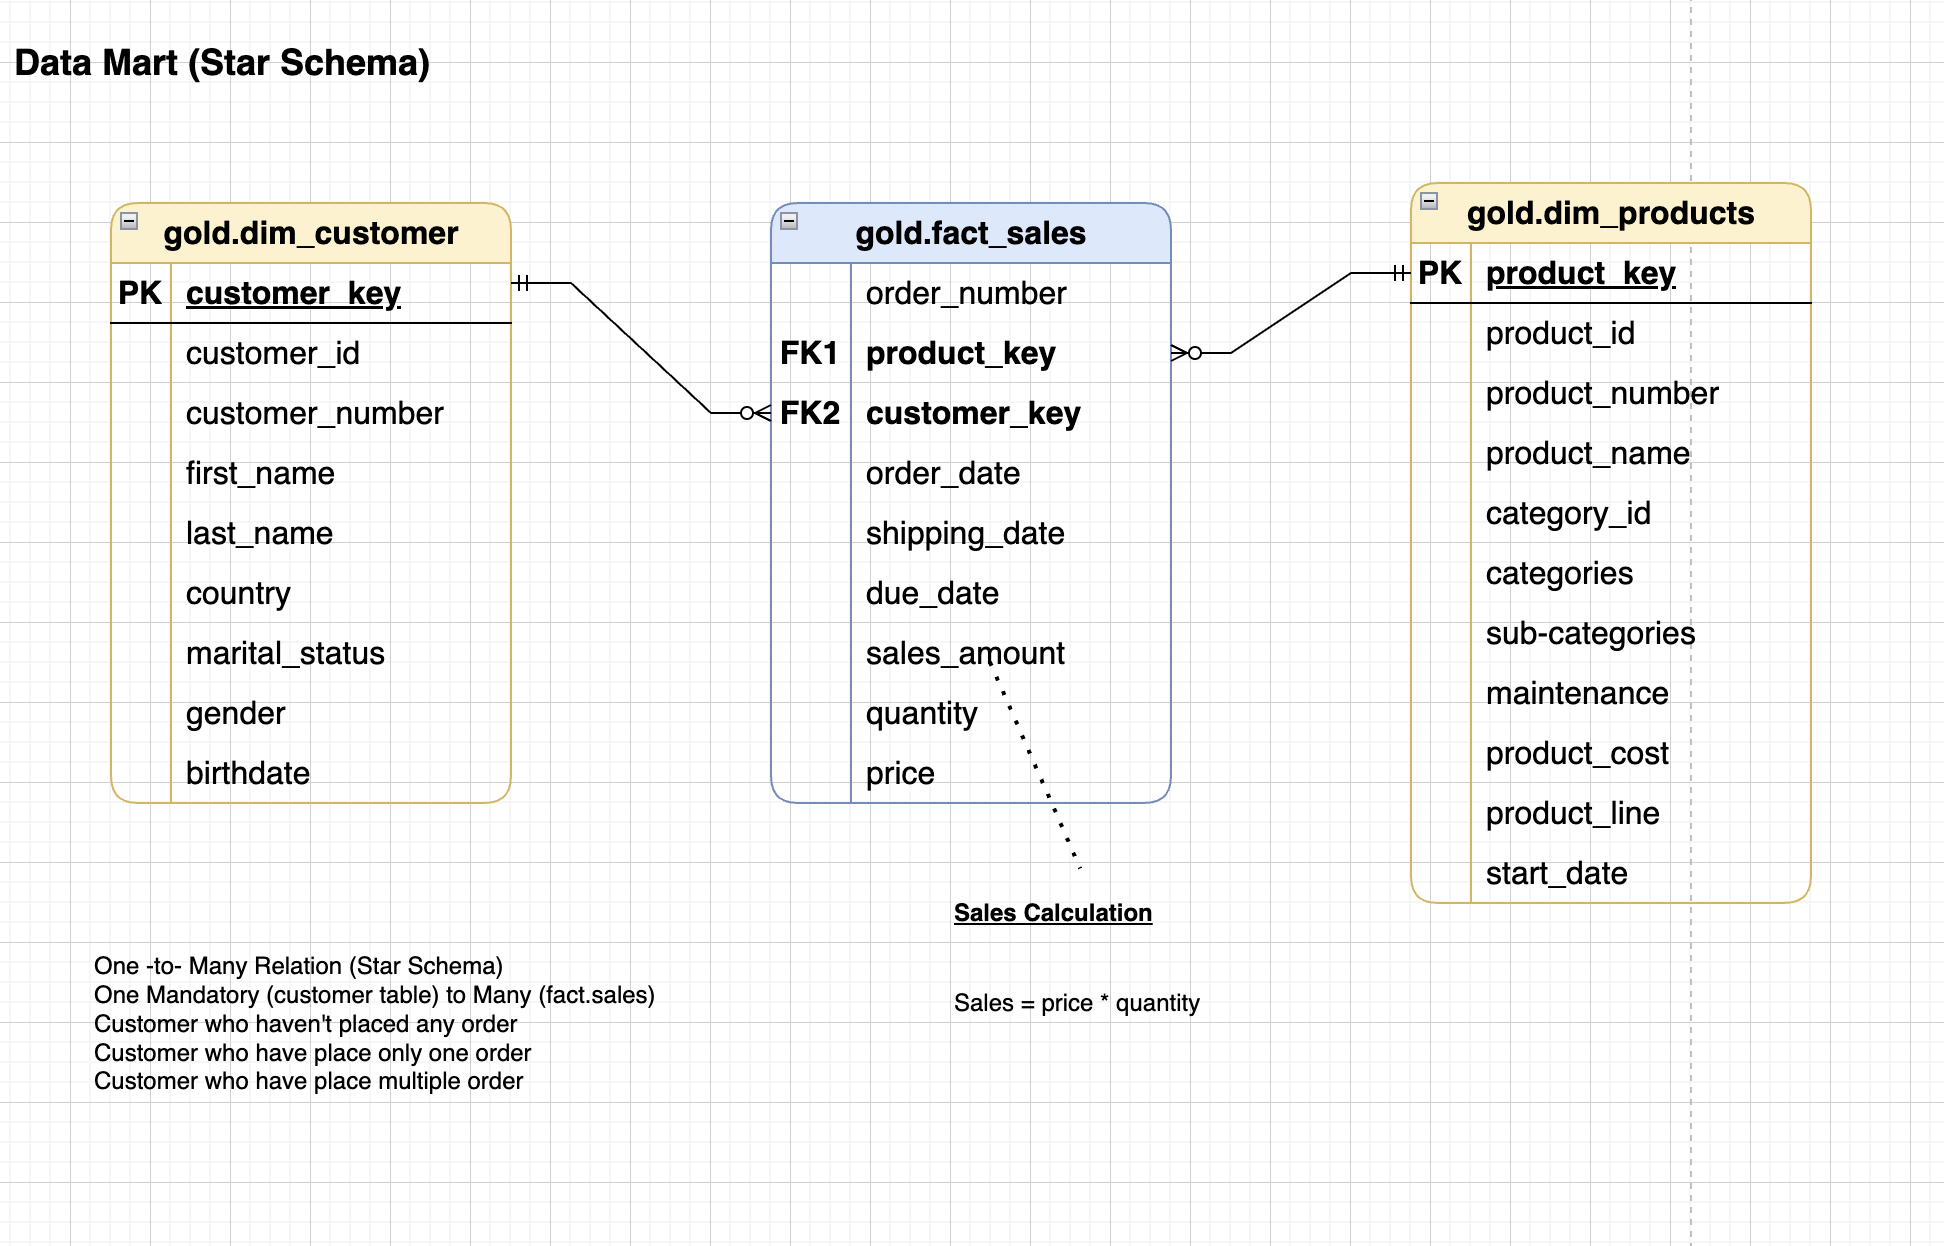 Data Mart (Star Schema)
gold.dim_customer
PK customer_key
customer_id
customer_number
first_name
last_name
country
marital_status
gender
birthdate
gold.fact_sales
order_number
FK1 product_key
FK2 customer_key
order_date
shipping_date
due_date
sales_amount
quantity
price
gold.dim_products
PK product_key
product_id
product_number
product_name
category_id
categories
sub-categories
maintenance
product_cost
product_line
start_date
Sales Calculation
Sales = price * quantity
One -to- Many Relation (Star Schema)
One Mandatory (customer table) to Many (fact.sales)
Customer who haven't placed any order
Customer who have place only one order
Customer who have place multiple order